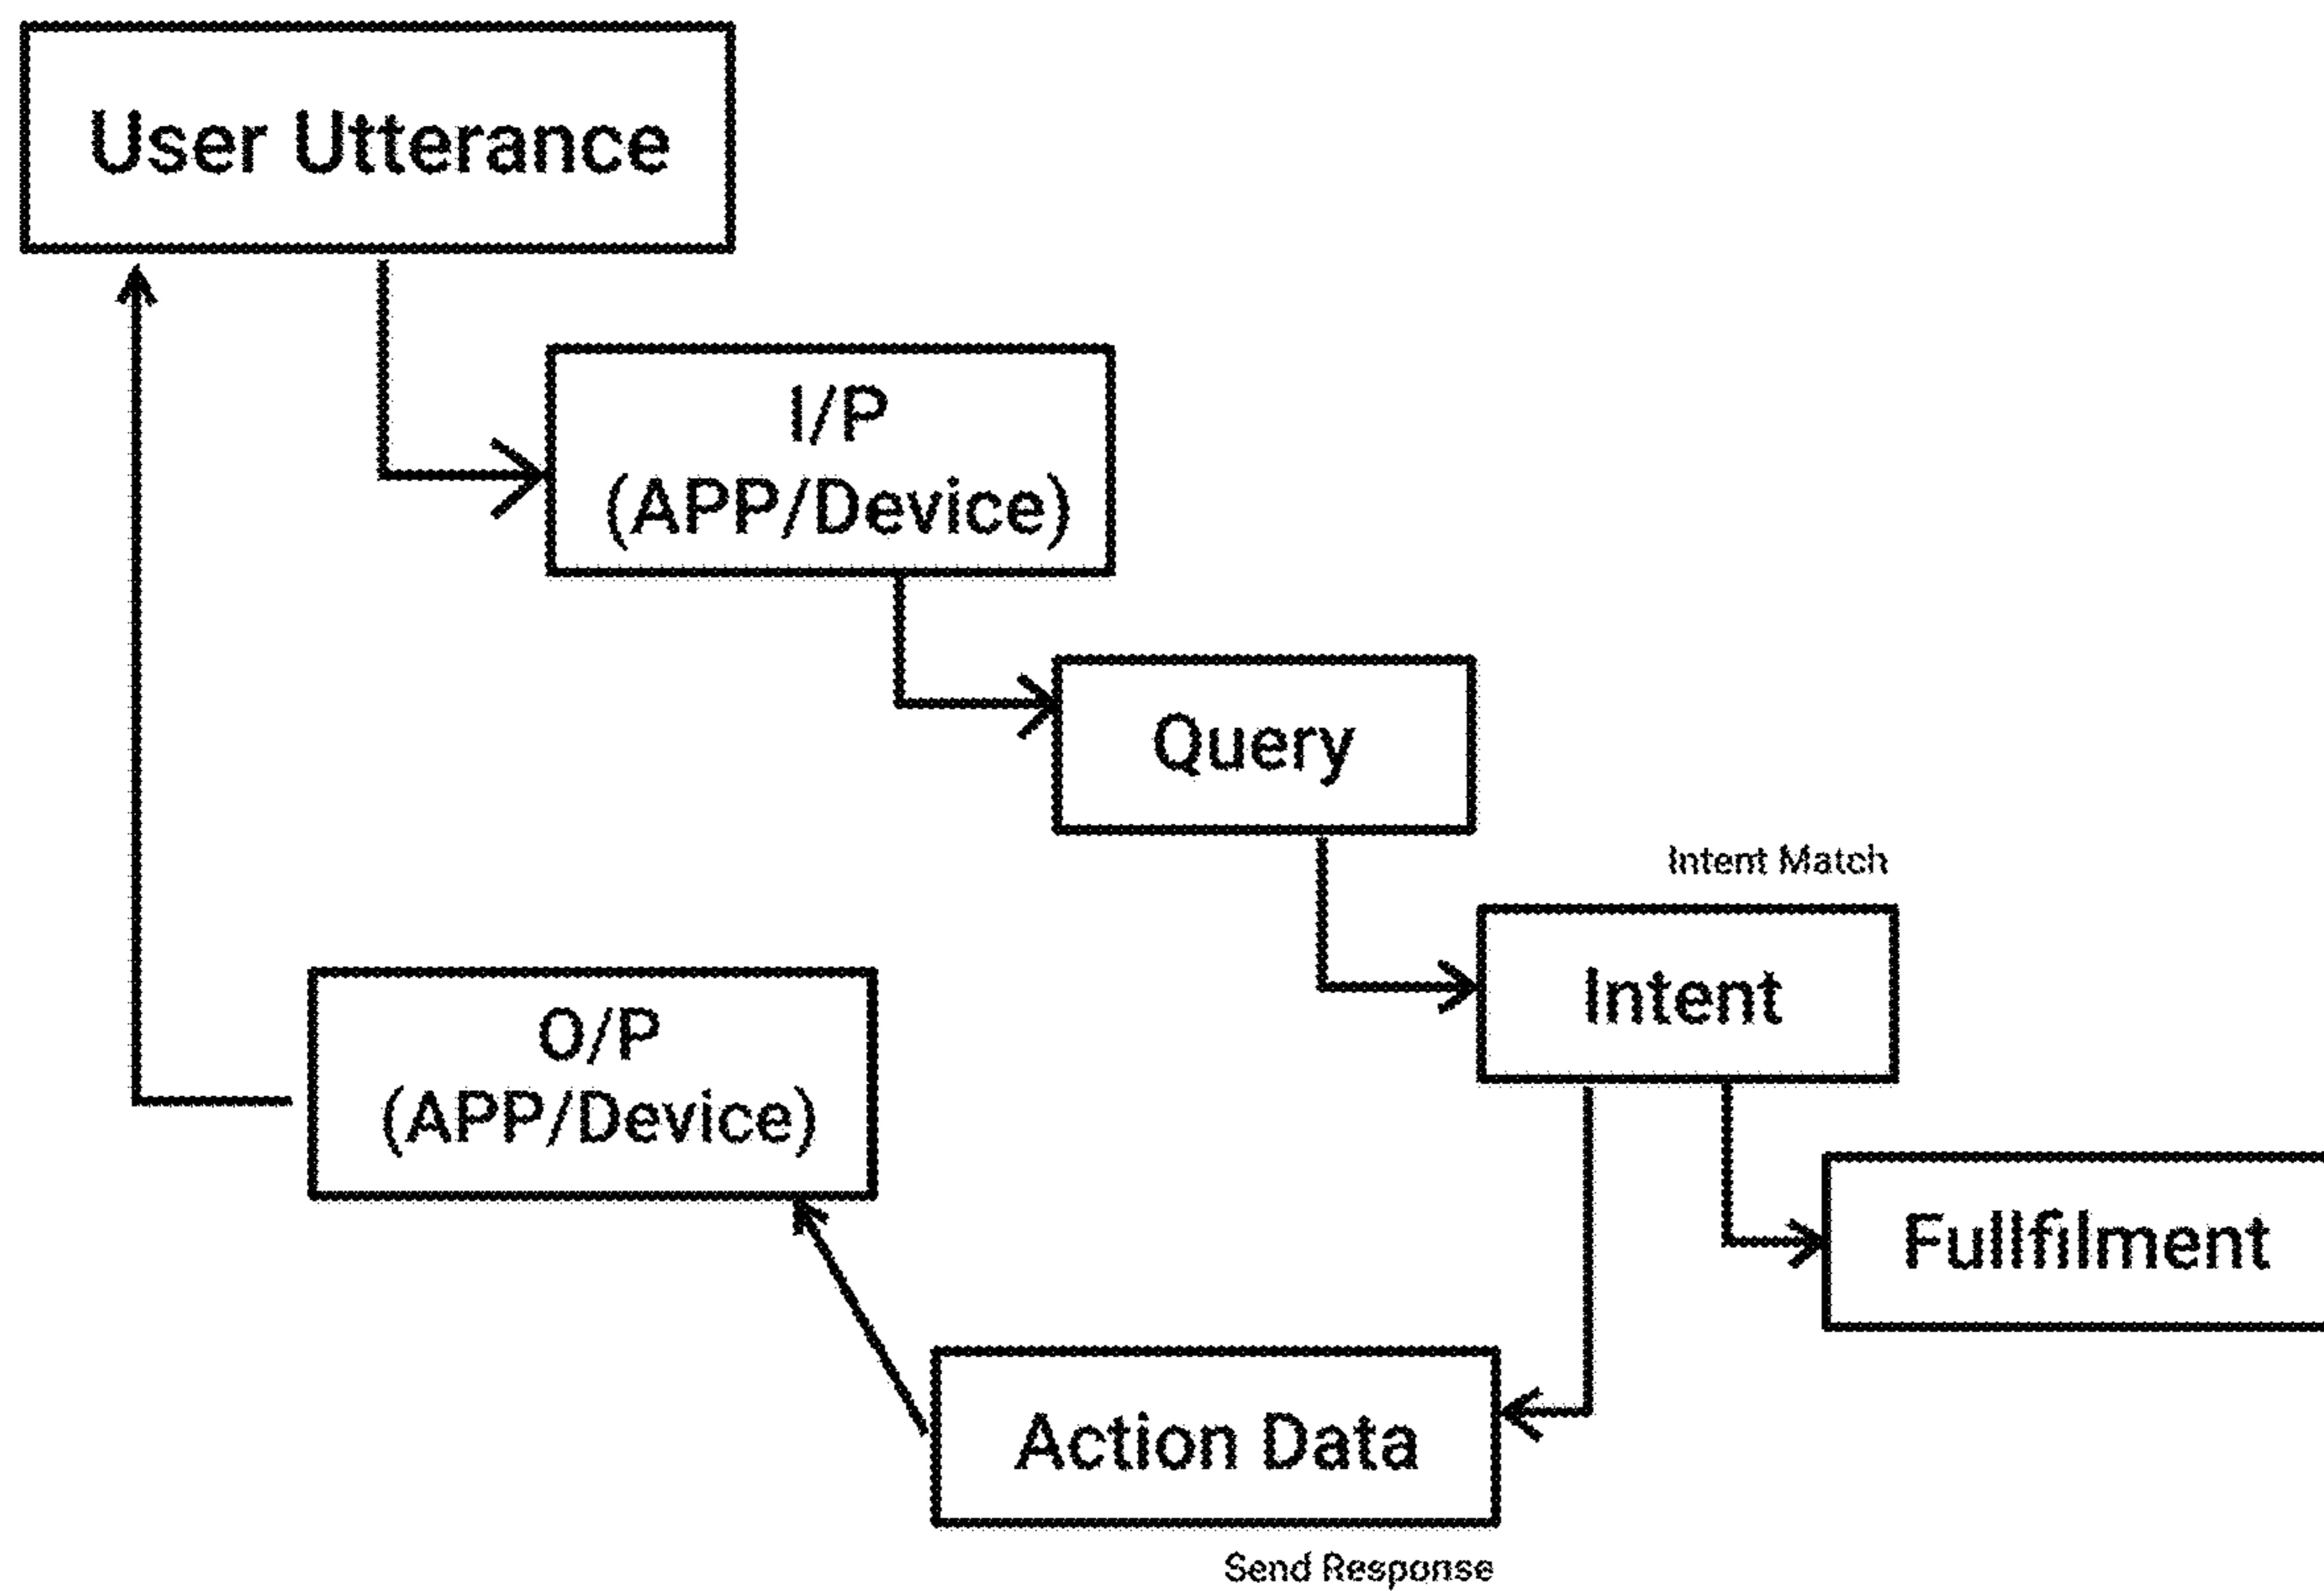 User Utterance
I/P
(APP/Device)
Query
Intent Match
Intent
O/P
(APP/Device)
Fullfilment
Action Data
Send Response